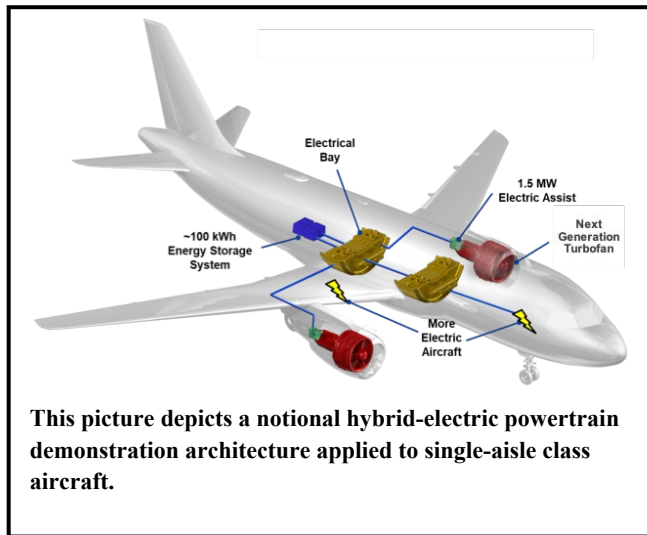 Electrical
Bay
1.5 MW
Electric Assist
Next
Generation
Turbofan
~100 kWh
Energy Storage
System
More
Electric
Aircraft
This picture depicts a notional hybrid-electric powertrain
demonstration architecture applied to single-aisle class
aircraft.